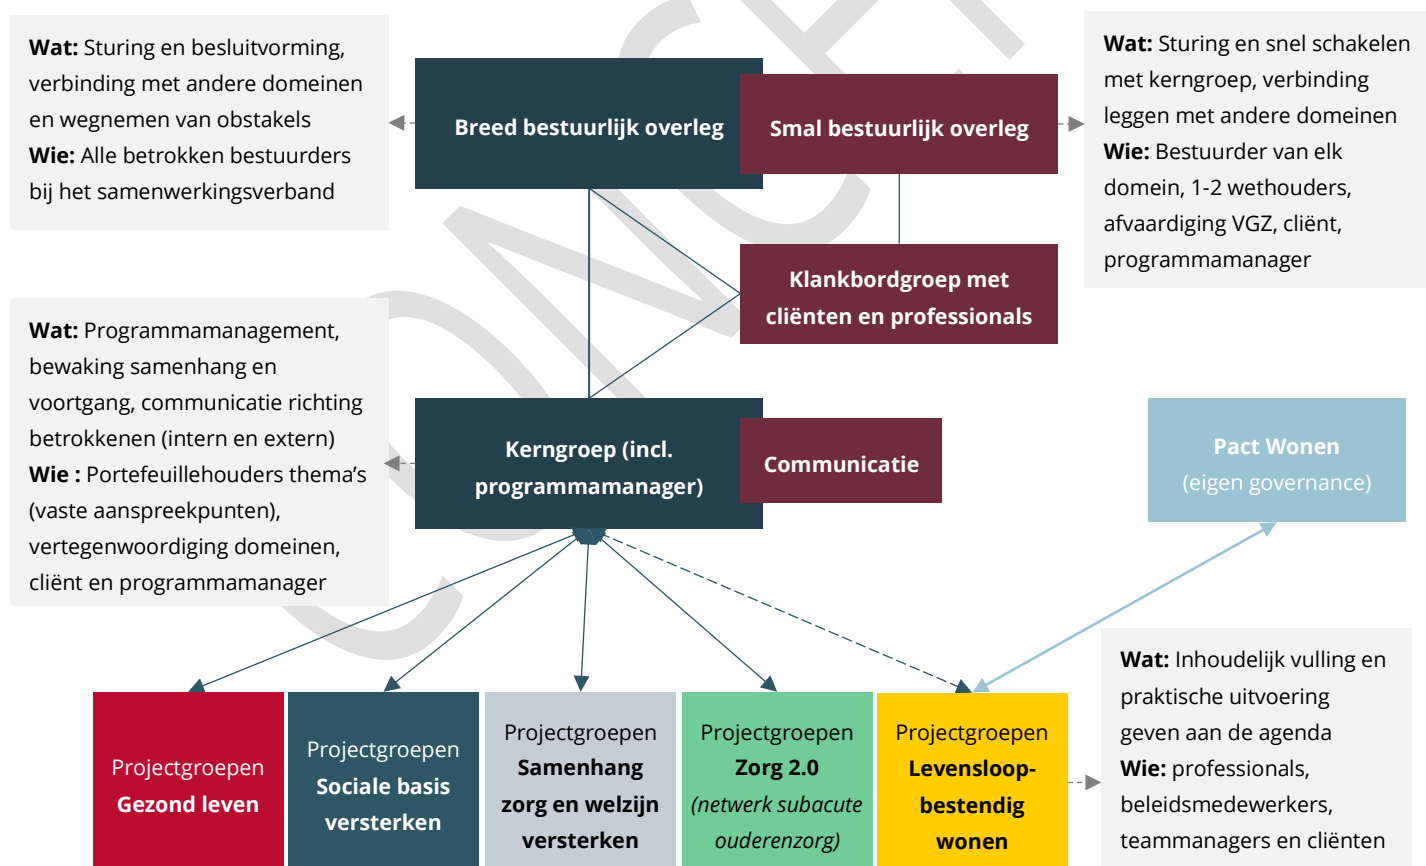 Wat: Sturing en besluitvorming,
verbinding met andere domeinen
en wegnemen van obstakels
Wie: Alle betrokken bestuurders
bij het samenwerkingsverband
Breed bestuurlijk overleg
Smal bestuurlijk overleg
Wat: Sturing en snel schakelen
met kerngroep, verbinding
leggen met andere domeinen
Wie: Bestuurder van elk
domein, 1-2 wethouders,
afvaardiging VGZ, cliënt,
programmamanager
Klankbordgroep met
cliënten en professionals
Wat: Programmamanagement,
bewaking samenhang en
voortgang, communicatie richting
betrokkenen (intern en extern)
Wie : Portefeuillehouders thema's
(vaste aanspreekpunten),
vertegenwoordiging domeinen,
cliënt en programmamanager
Kerngroep (incl.
programmamanager)
Communicatie
Pact Wonen
(eigen governance)
Projectgroepen
Gezond leven
Projectgroepen
Sociale basis
versterken
Projectgroepen
Samenhang
zorg en welzijn
versterken
Projectgroepen
Zorg 2.0
(netwerk subacute
ouderenzorg)
Projectgroepen
Levensloop-
bestendig
wonen
Wat: Inhoudelijk vulling en
praktische uitvoering
geven aan de agenda
Wie: professionals,
beleidsmedewerkers,
teammanagers en cliënten